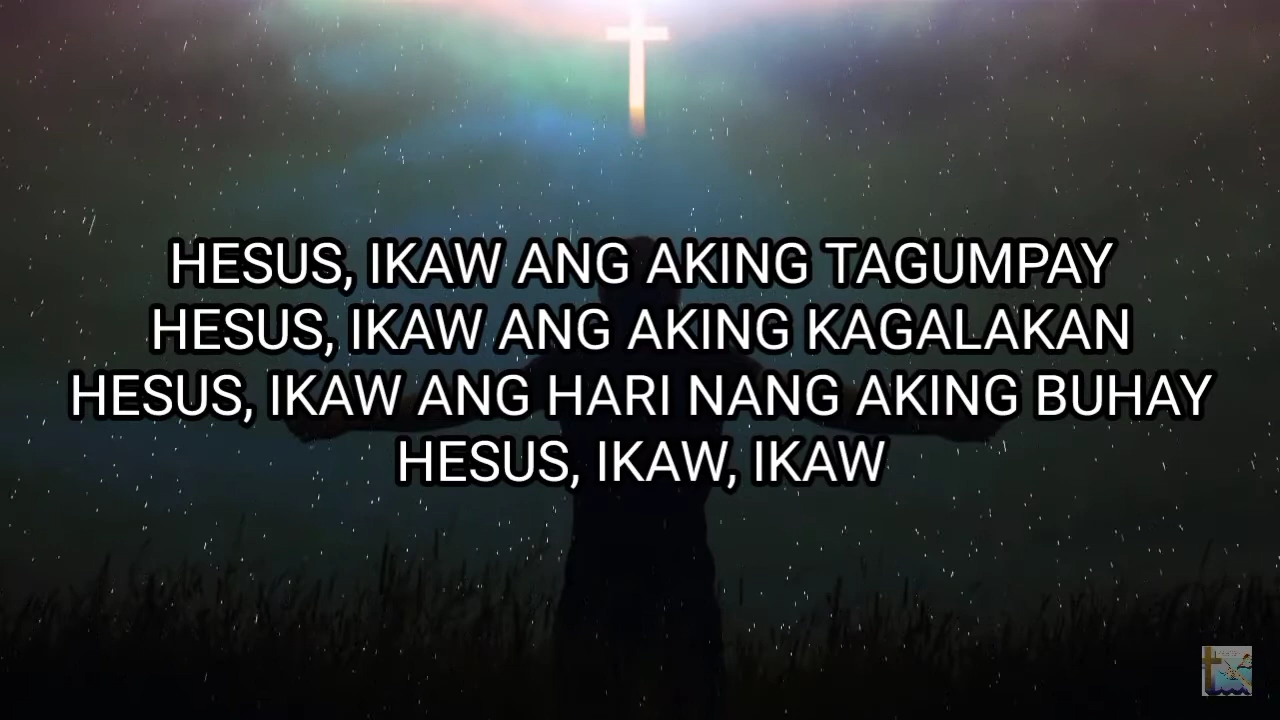 HESUS, IKAW ANG AKING TAGUMPAY
HESUS, IKAW ANG AKING KAGALAKAN
HESUS, IKAW ANG HARI NANG AKING BUHAY
HESUS, IKAW, IKAW